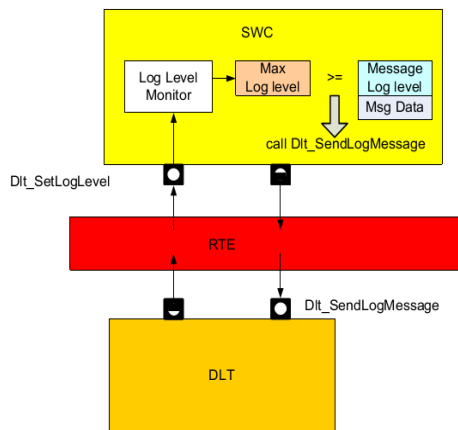 SWC
Log Level
Monitor
Max
Log level
>=
Message
Log level
Msg Data
call Dlt_SendLogMessage
Dlt_SetLogLevel
RTE
Dlt_SendLogMessage
DLT